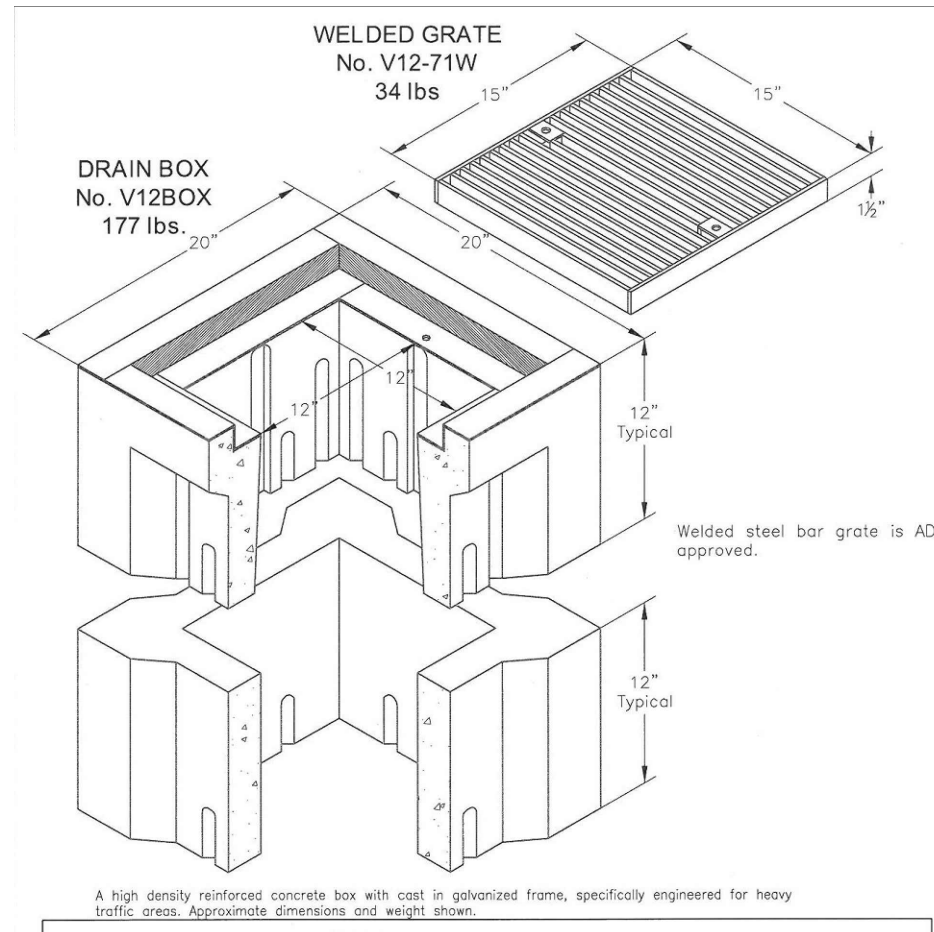 WELDED GRATE
No. V12-71W
34 lbs
15"
15"
1½"
DRAIN BOX
No. V12BOX
177 lbs.
20"
20"
12"
12"
12"
Typical
Welded steel bar grate is AD
approved.
12"
Typical
A high density reinforced concrete box with cast in galvanized frame, specifically engineered for heavy
traffic areas. Approximate dimensions and weight shown.